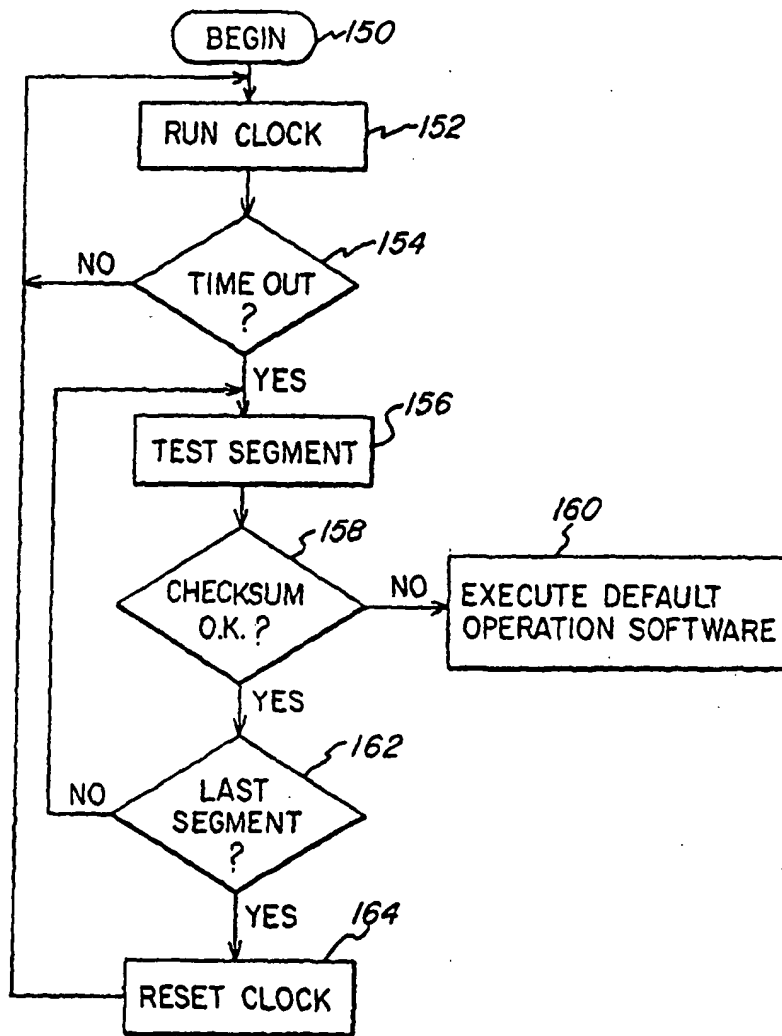 BEGIN
150
RUN CLOCK
152
154
NO
TIME OUT
?
YES
156
TEST SEGMENT
158
160
CHECKSUM
O.K. ?
NO
EXECUTE DEFAULT
OPERATION SOFTWARE
YES
162
NO
LAST
SEGMENT
?
YES
164
RESET CLOCK